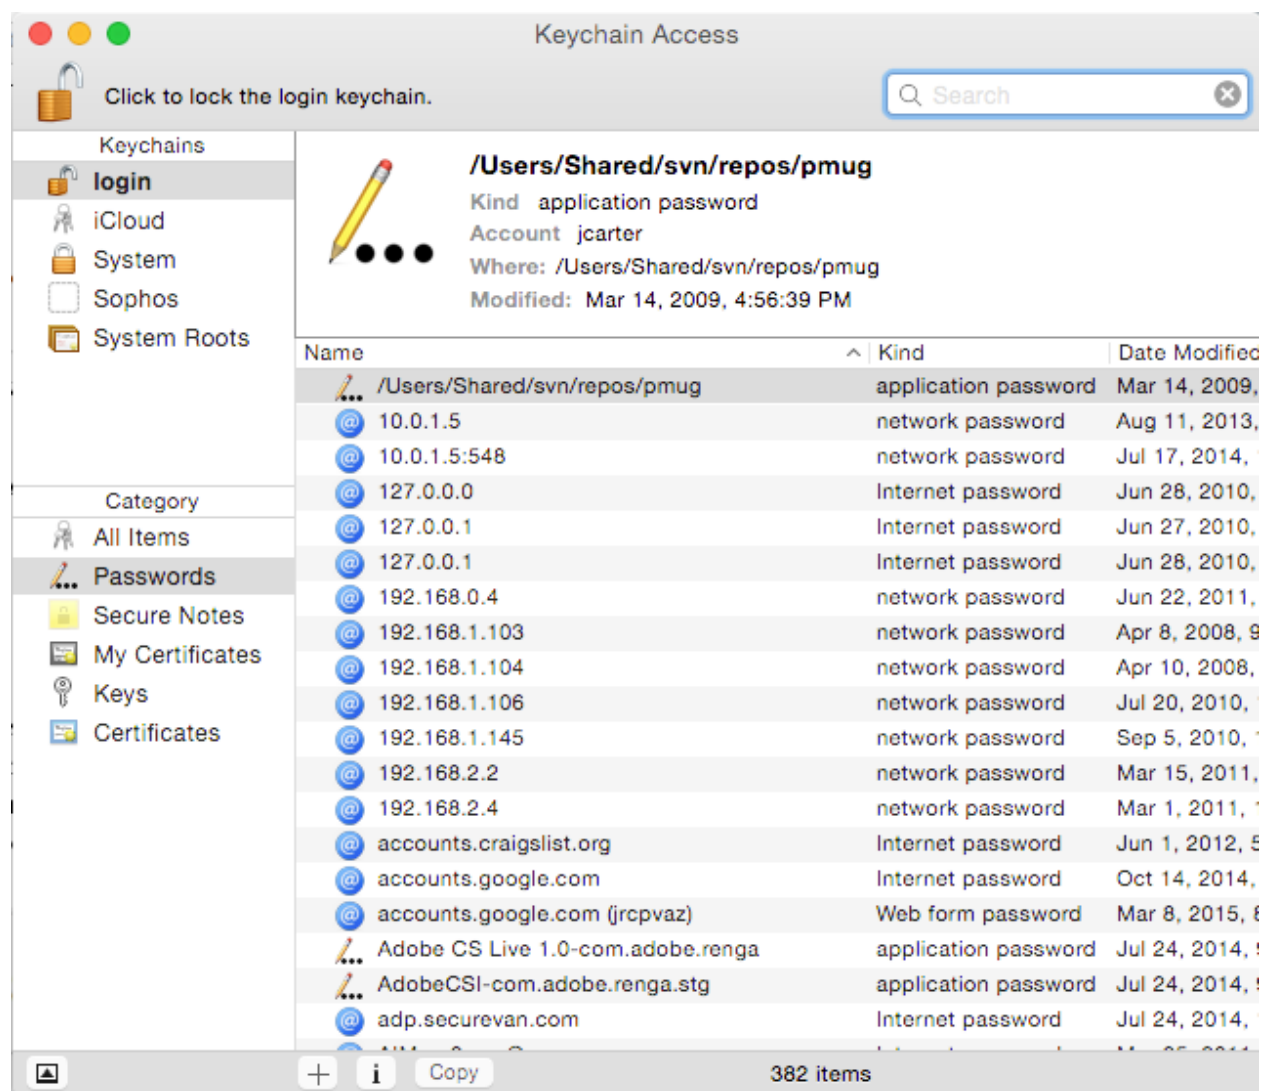 Keychain Access
Click to lock the login keychain.
Search
Keychains
login
iCloud
System
Sophos
System Roots
Category
All Items
Passwords
Secure Notes
My Certificates
Keys
Certificates
/Users/Shared/svn/repos/pmug
Kind application password
Account jcarter
Where: /Users/Shared/svn/repos/pmug
Modified: Mar 14, 2009, 4:56:39 PM
Name Kind Date Modified
/Users/Shared/svn/repos/pmug application password Mar 14, 2009,
10.0.1.5 network password Aug 11, 2013,
10.0.1.5:548 network password Jul 17, 2014,
127.0.0.0 Internet password Jun 28, 2010,
127.0.0.1 Internet password Jun 27, 2010,
127.0.0.1 Internet password Jun 28, 2010,
192.168.0.4 network password Jun 22, 2011,
192.168.1.103 network password Apr 8, 2008, 9
192.168.1.104 network password Apr 10, 2008,
192.168.1.106 network password Jul 20, 2010,
192.168.1.145 network password Sep 5, 2010,
192.168.2.2 network password Mar 15, 2011,
192.168.2.4 network password Mar 1, 2011,
accounts.craigslist.org Internet password Jun 1, 2012, 5
accounts.google.com Internet password Oct 14, 2014,
accounts.google.com (jrcpvaz) Web form password Mar 8, 2015,
Adobe CS Live 1.0-com.adobe.renga application password Jul 24, 2014,
AdobeCSI-com.adobe.renga.stg application password Jul 24, 2014,
adp.securevan.com Internet password Jul 24, 2014,
Copy
382 items